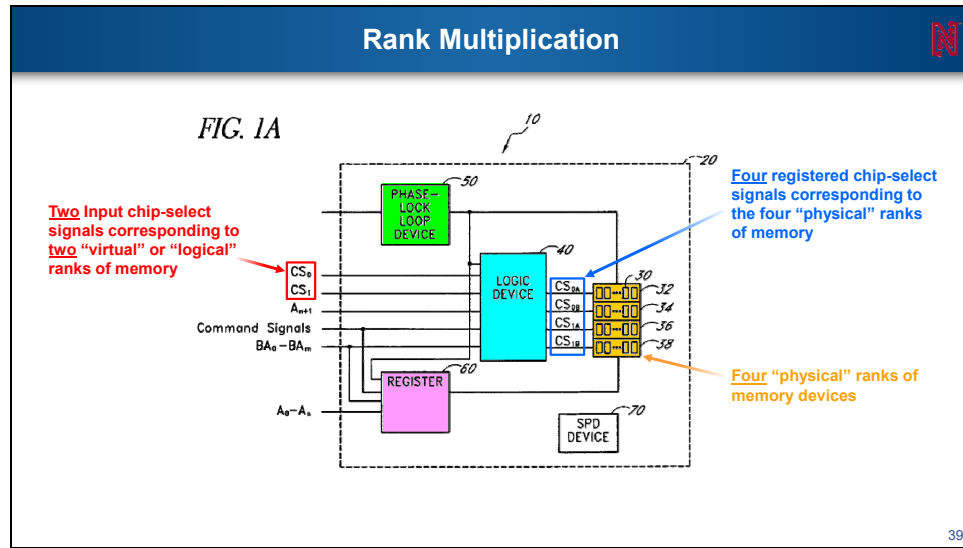 Rank Multiplication
N
FIG. 1A
10
20
50
PHASE-
LOCK
LOOP
DEVICE
Four registered chip-select
signals corresponding to
the four “physical” ranks
of memory
Two Input chip-select
signals corresponding to
two “virtual” or “logical”
ranks of memory
40
LOGIC
DEVICE
CS₀
CS₁
Aₙ₊₁
Command Signals
BA₀-BAₘ
CS₀A
CS₀B
CS₁A
CS₁B
30
32
34
36
38
60
REGISTER
A₀-Aₙ
Four “physical” ranks of
memory devices
70
SPD
DEVICE
39